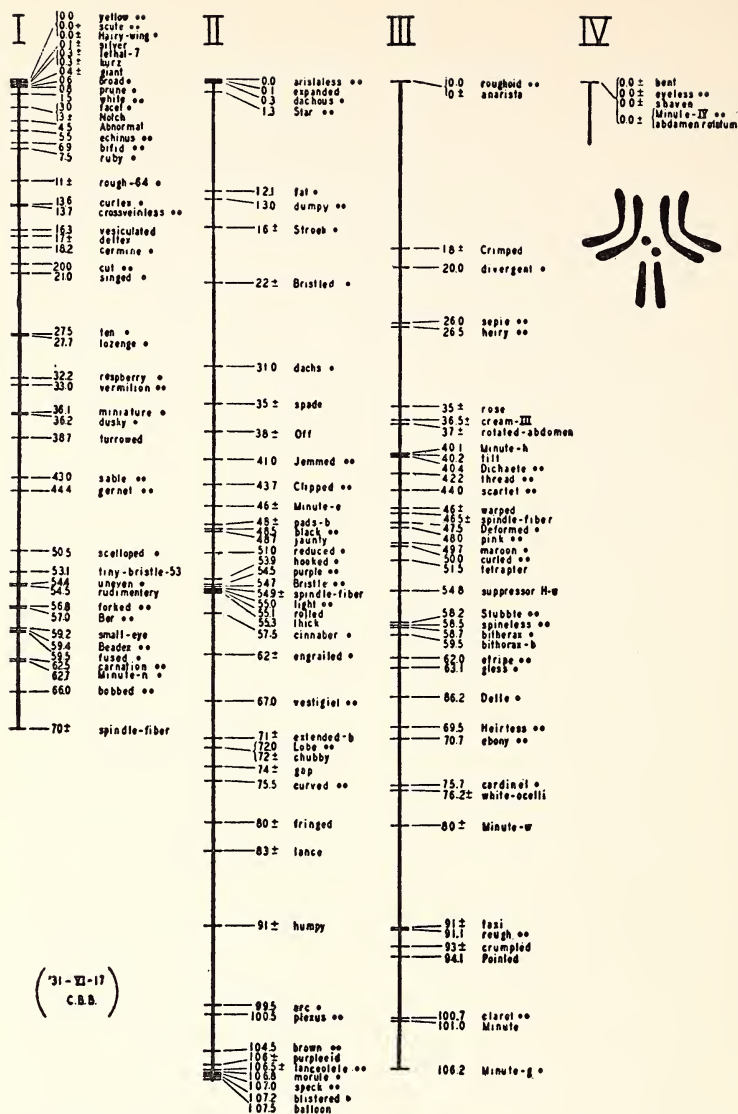 I
0.0 yellow ••
0.0+ scute ••
0.0± Hairy-wing •
0.1± silver
0.3± lethal-7
0.3± kurz
0.4± giant
0.6 broad •
0.8 prune •
1.5 white ••
3.0 facet •
3± Notch
4.5 Abnormal
5.5 echinus ••
6.9 bifid ••
7.5 ruby •
11± rough-64 •
13.6 curlex •
13.7 crossveinless ••
16.3 vesiculated
17± deltex
18.2 cermine •
20.0 cut ••
21.0 singed •
27.5 tan •
27.7 lozenge •
32.2 raspberry •
33.0 vermilion ••
36.1 miniature •
36.2 dusky •
38.7 furrowed
43.0 sable ••
44.4 garnet ••
50.5 scalloped •
53.1 tiny-bristle-53
54.4 uneven •
54.5 rudimentary
56.8 forked ••
57.0 Bar ••
59.2 small-eye
59.4 Beadex ••
59.5 fused •
62.5 carnation ••
62.7 Minute-n •
66.0 bobbed ••
70± spindle-fiber
('31-VI-17
C.B.B.)
II
0.0 aristaless ••
0.1 expanded
0.3 dachous •
1.3 Star ••
12.1 fat •
13.0 dumpy ••
16± Streak •
22± Bristled •
31.0 dachs •
35± spade
38± Off
41.0 Jammed ••
43.7 Clipped ••
46± Minute-e
48± pads-b
48.5 black ••
48.7 jaunty
51.0 reduced •
53.9 hooked •
54.5 purple ••
54.7 Bristle ••
54.9± spindle-fiber
55.0 light ••
55.1 rolled
55.3 thick
57.5 cinnabar •
62± engrailed •
67.0 vestigial ••
71± extended-b
72.0 Lobe ••
72± chubby
74± gap
75.5 curved ••
80± fringed
83± lance
91± humpy
99.5 arc •
100.5 plexus ••
104.5 brown ••
106± purpleoid
106.5± lanceolate ••
106.8 morula •
107.0 speck ••
107.2 blistered •
107.5 balloon
III
0.0 roughoid ••
0± anarista
18± Crimped
20.0 divergent •
26.0 sepia ••
26.5 hairy ••
35± rose
36.5± cream-III
37± rotated-abdomen
40.1 Minute-h
40.2 tilt
40.4 Dichaete ••
42.2 thread ••
44.0 scarlet ••
46± warped
46.5± spindle-fiber
47.5 Deformed •
48.0 pink ••
49.7 maroon •
50.0 curled ••
51.5 tetrapter
54.8 suppressor H-w
58.2 Stubble ••
58.5 spineless ••
58.7 bithorax •
59.5 bithorax-b
62.0 stripe ••
63.1 glass •
66.2 Delta •
69.5 Hairless ••
70.7 ebony ••
75.7 cardinal •
76.2± white-ocelli
80± Minute-w
91± taxi
91.1 rough ••
93± crumpled
94.1 Pointed
100.7 claret ••
101.0 Minute
106.2 Minute-g •
IV
0.0± bent
0.0± eyeless ••
0.0± shaven
0.0± Minute-IV ••
abdomen rotatum